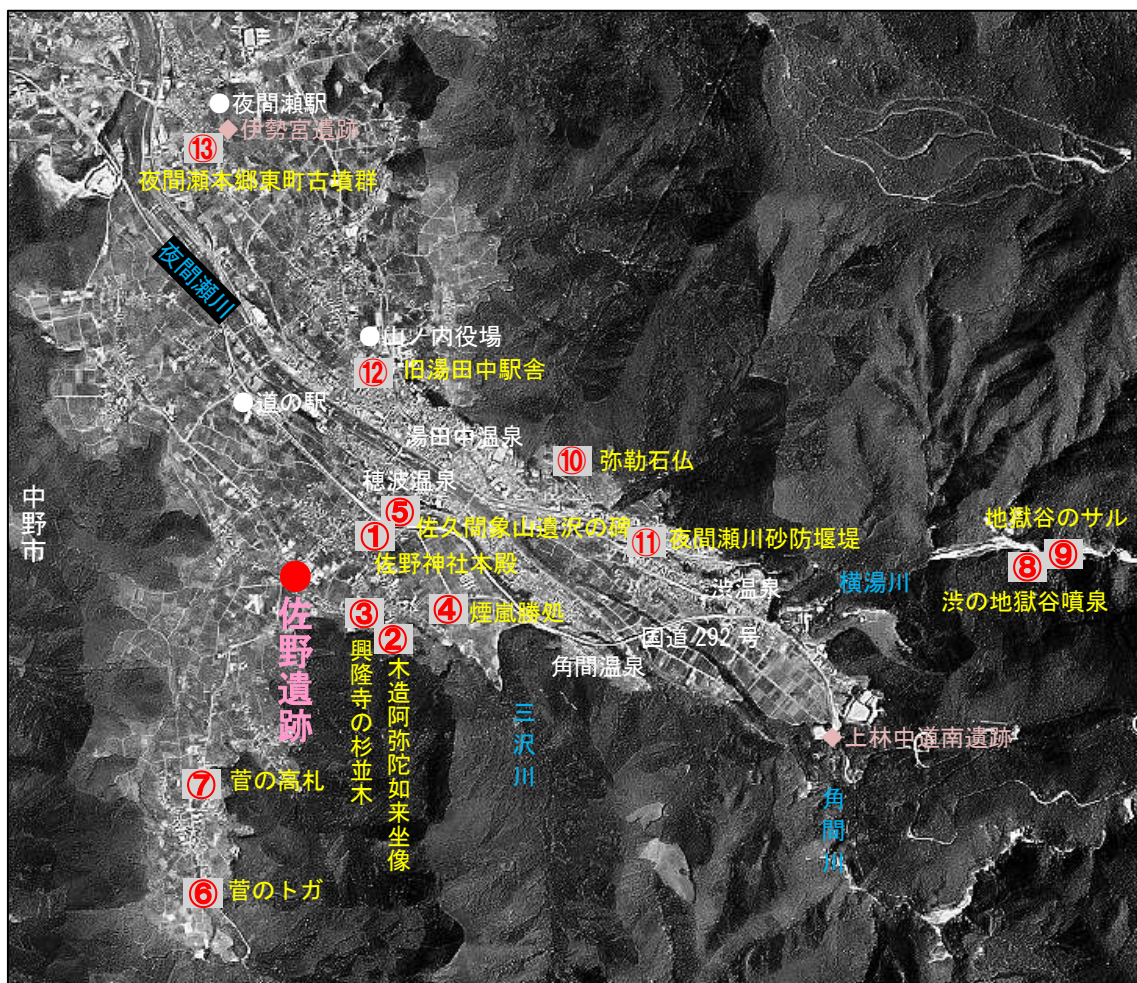 夜間瀬駅
伊勢宮遺跡
⑬
夜間瀬本郷東町古墳群
夜間瀬川
山ノ内役場
⑫ 旧湯田中駅舎
道の駅
湯田中温泉
⑩ 弥勒石仏
穂波温泉
中野市
⑤ 佐久間象山遺沢の碑
① 佐野神社本殿
⑪ 夜間瀬川砂防堰堤
地獄谷のサル
⑧ ⑨
渋の地獄谷噴泉
横湯川
渋温泉
佐野遺跡
③ 興隆寺の杉並木
② 木造阿弥陀如来坐像
④ 煙嵐勝処
国道 292 号
角間温泉
三沢川
上林中道南遺跡
角間川
⑦ 菅の高札
⑥ 菅のトガ